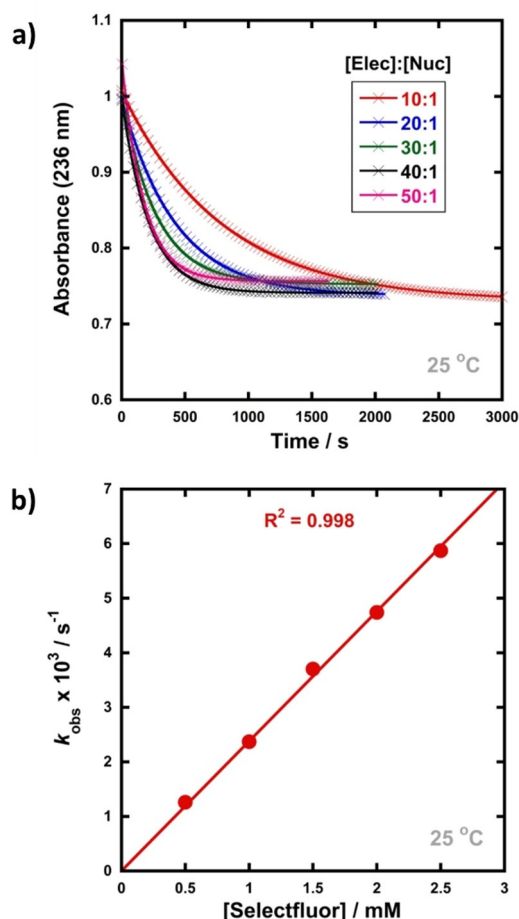 a)
1.1
1
0.9
0.8
0.7
0.6
Absorbance (236 nm)
[Elec]:[Nuc]
10:1
20:1
30:1
40:1
50:1
25 °C
0 500 1000 1500 2000 2500 3000
Time / s
b)
7
6
5
4
3
2
1
0
k_obs x 10³ / s⁻¹
R² = 0.998
25 °C
0 0.5 1 1.5 2 2.5 3
[Selectfluor] / mM